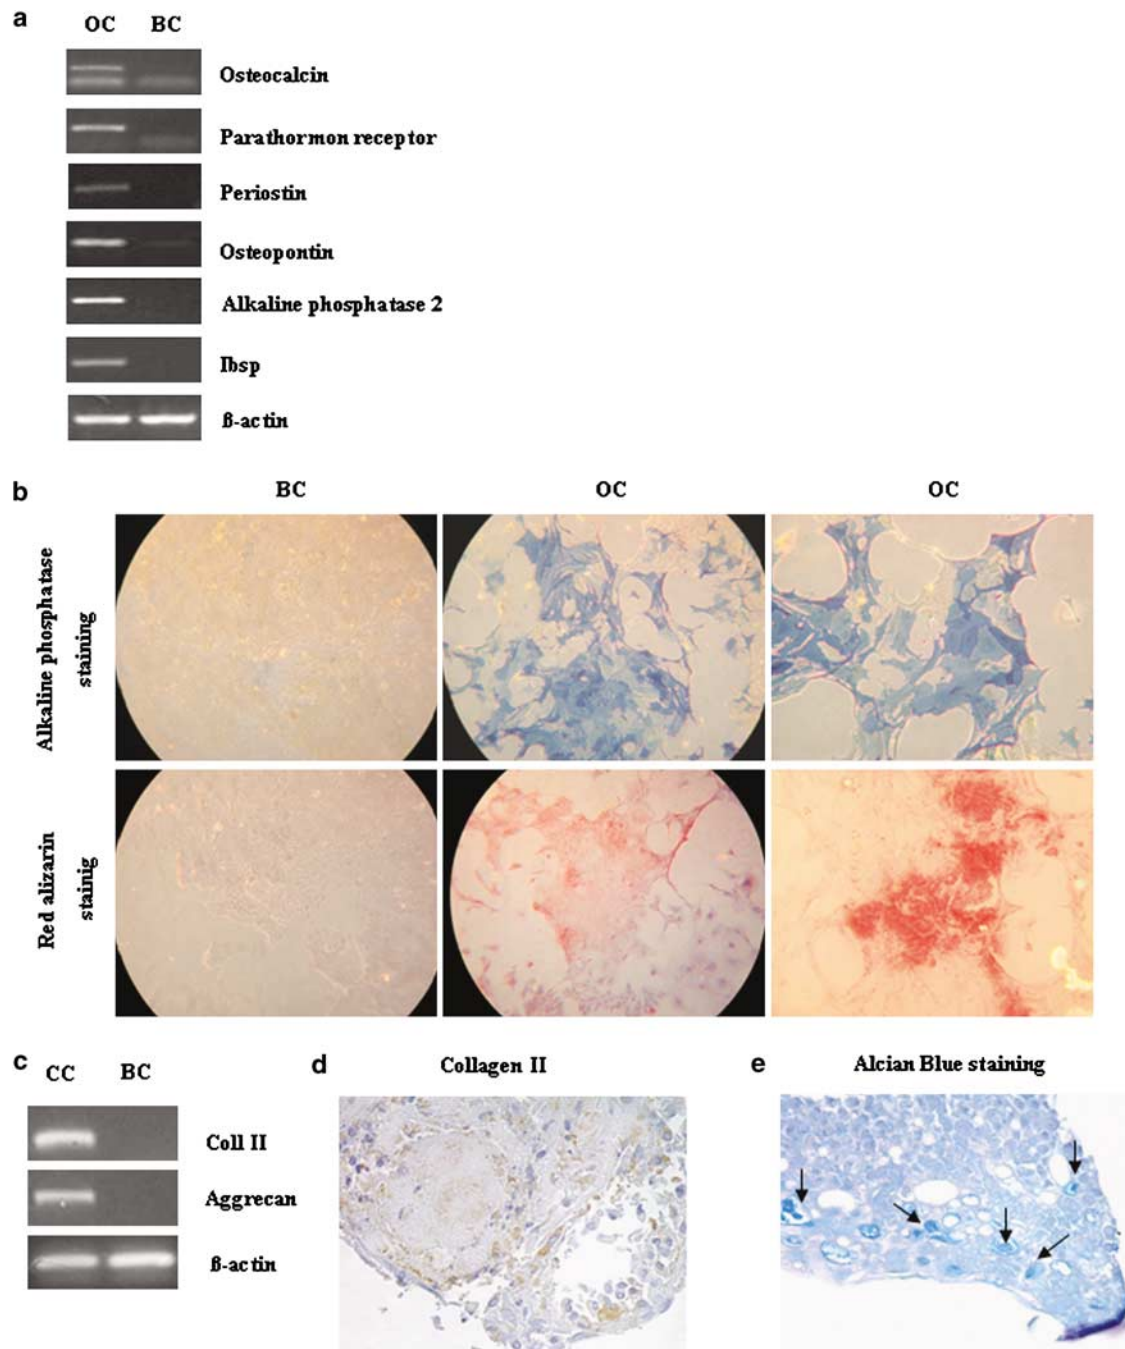 a
OC BC
Osteocalcin
Parathormon receptor
Periostin
Osteopontin
Alkaline phosphatase 2
Ibsp
ß-actin
b
BC OC OC
Alkaline phosphatase
staining
Red alizarin
stainig
c
CC BC
Coll II
Aggrecan
ß-actin
d
Collagen II
e
Alcian Blue staining